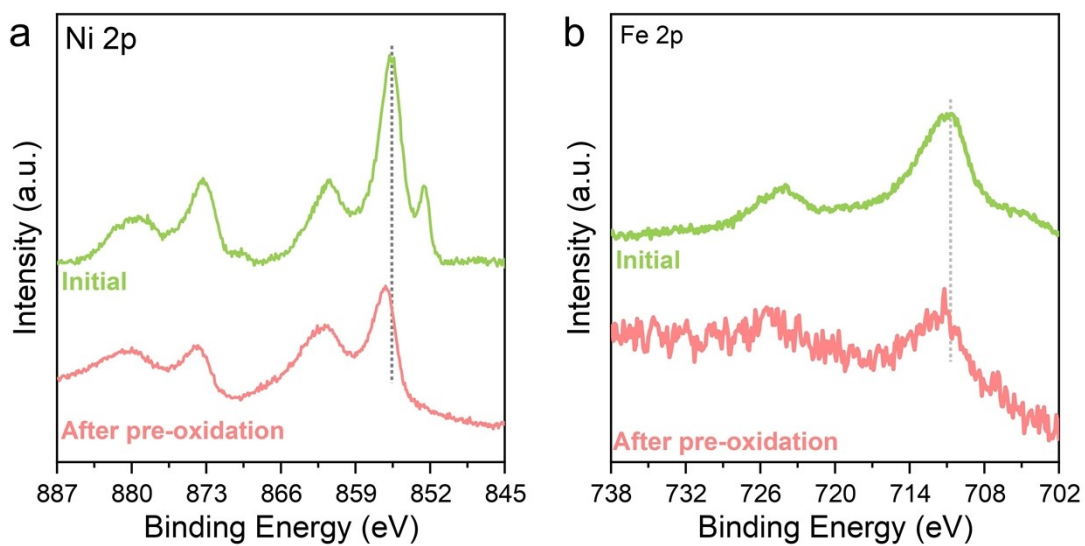 a
Ni 2p
Intensity (a.u.)
Initial
After pre-oxidation
887 880 873 866 859 852 845
Binding Energy (eV)
b
Fe 2p
Intensity (a.u.)
Initial
After pre-oxidation
738 732 726 720 714 708 702
Binding Energy (eV)